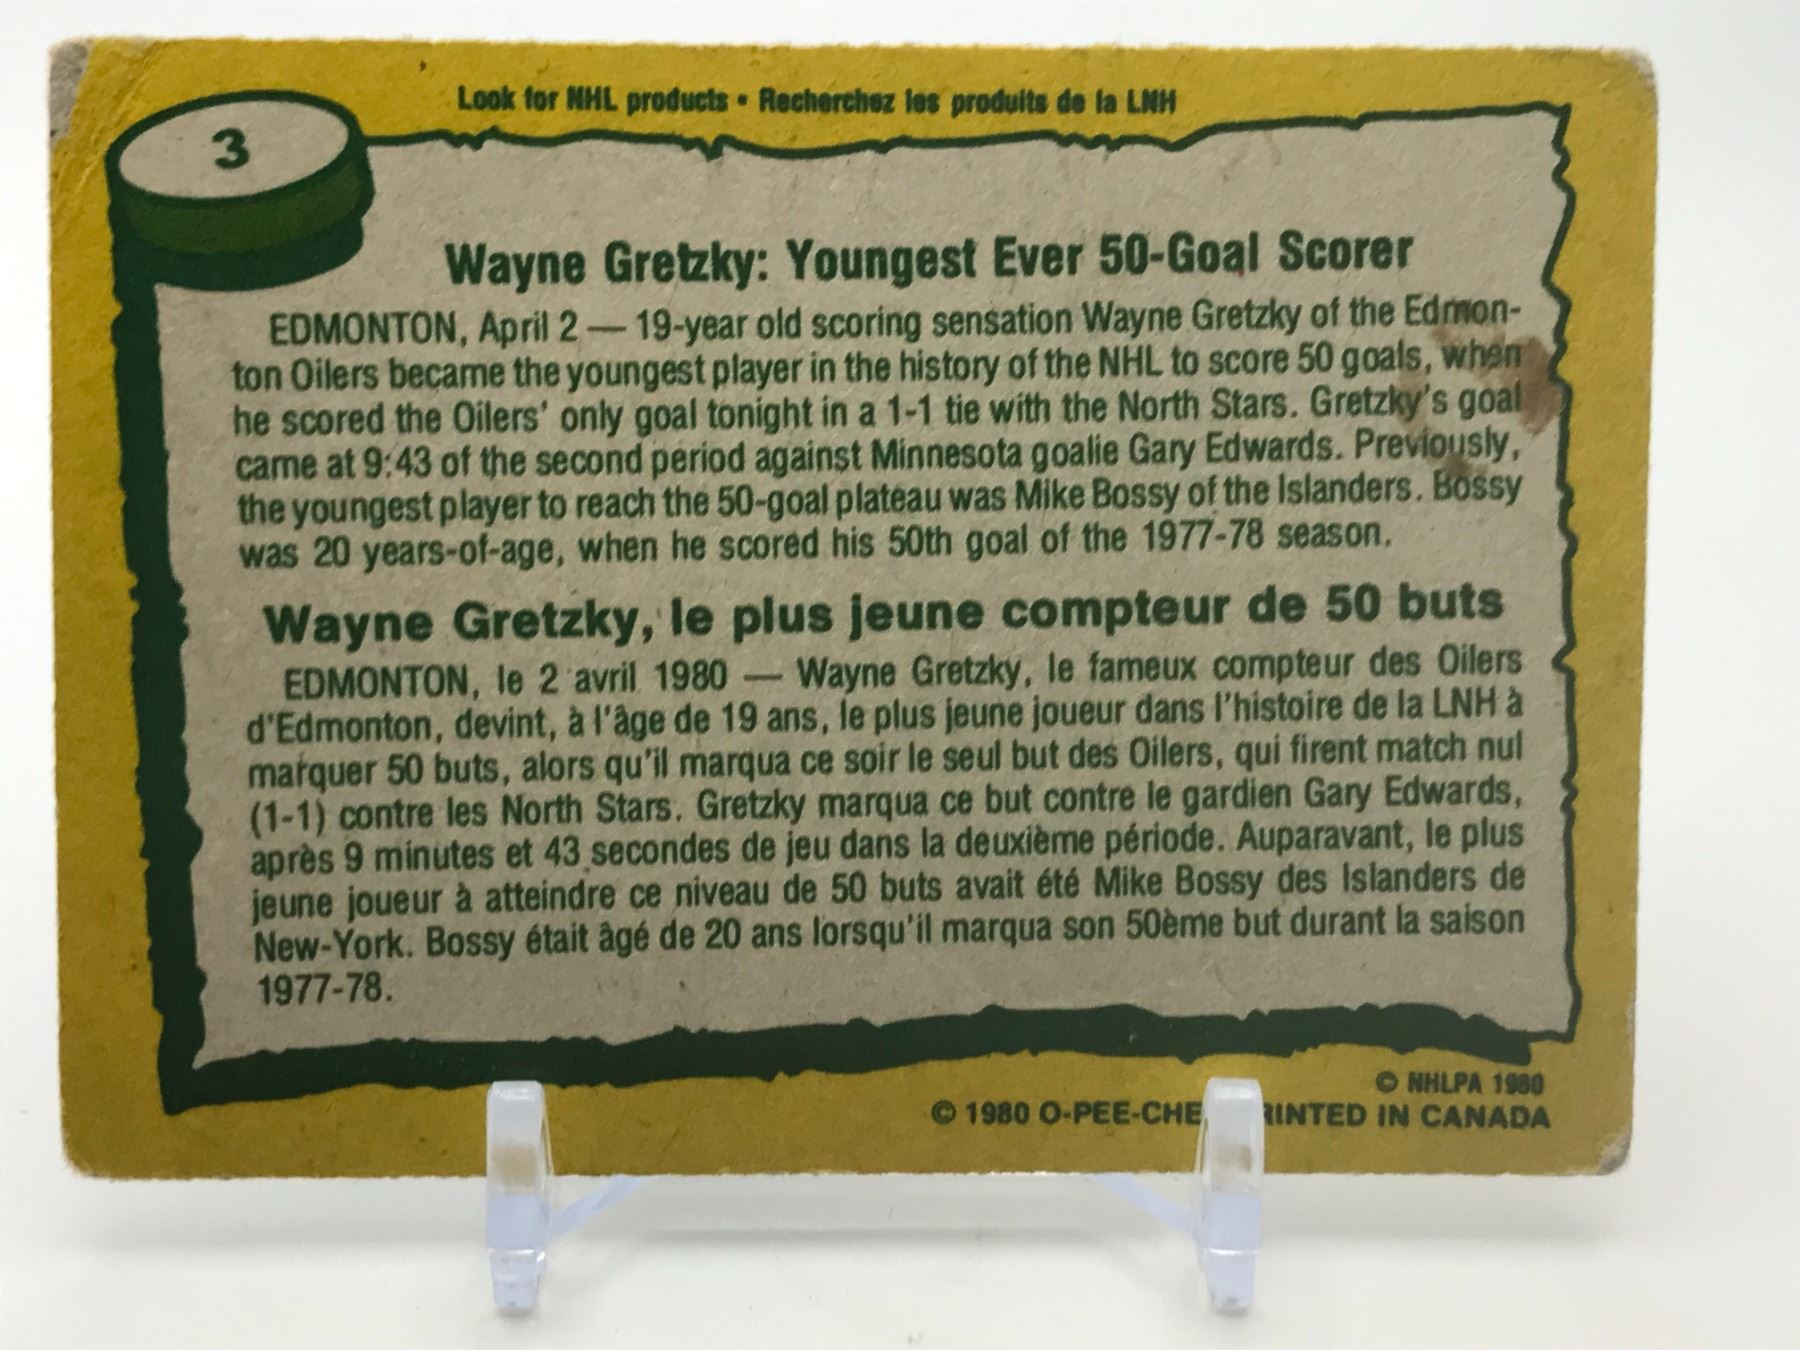 Look for NHL products • Recherchez les produits de la LNH
3
Wayne Gretzky: Youngest Ever 50-Goal Scorer
EDMONTON, April 2 — 19-year old scoring sensation Wayne Gretzky of the Edmon-
ton Oilers became the youngest player in the history of the NHL to score 50 goals, when
he scored the Oilers' only goal tonight in a 1-1 tie with the North Stars. Gretzky's goal
came at 9:43 of the second period against Minnesota goalie Gary Edwards. Previously,
the youngest player to reach the 50-goal plateau was Mike Bossy of the Islanders. Bossy
was 20 years-of-age, when he scored his 50th goal of the 1977-78 season.
Wayne Gretzky, le plus jeune compteur de 50 buts
EDMONTON, le 2 avril 1980 — Wayne Gretzky, le fameux compteur des Oilers
d'Edmonton, devint, à l'âge de 19 ans, le plus jeune joueur dans l'histoire de la LNH à
marquer 50 buts, alors qu'il marqua ce soir le seul but des Oilers, qui firent match nul
(1-1) contre les North Stars. Gretzky marqua ce but contre le gardien Gary Edwards,
après 9 minutes et 43 secondes de jeu dans la deuxième période. Auparavant, le plus
jeune joueur à atteindre ce niveau de 50 buts avait été Mike Bossy des Islanders de
New-York. Bossy était âgé de 20 ans lorsqu'il marqua son 50ème but durant la saison
1977-78.
© NHLPA 1980
© 1980 O-PEE-CHE RINTED IN CANADA